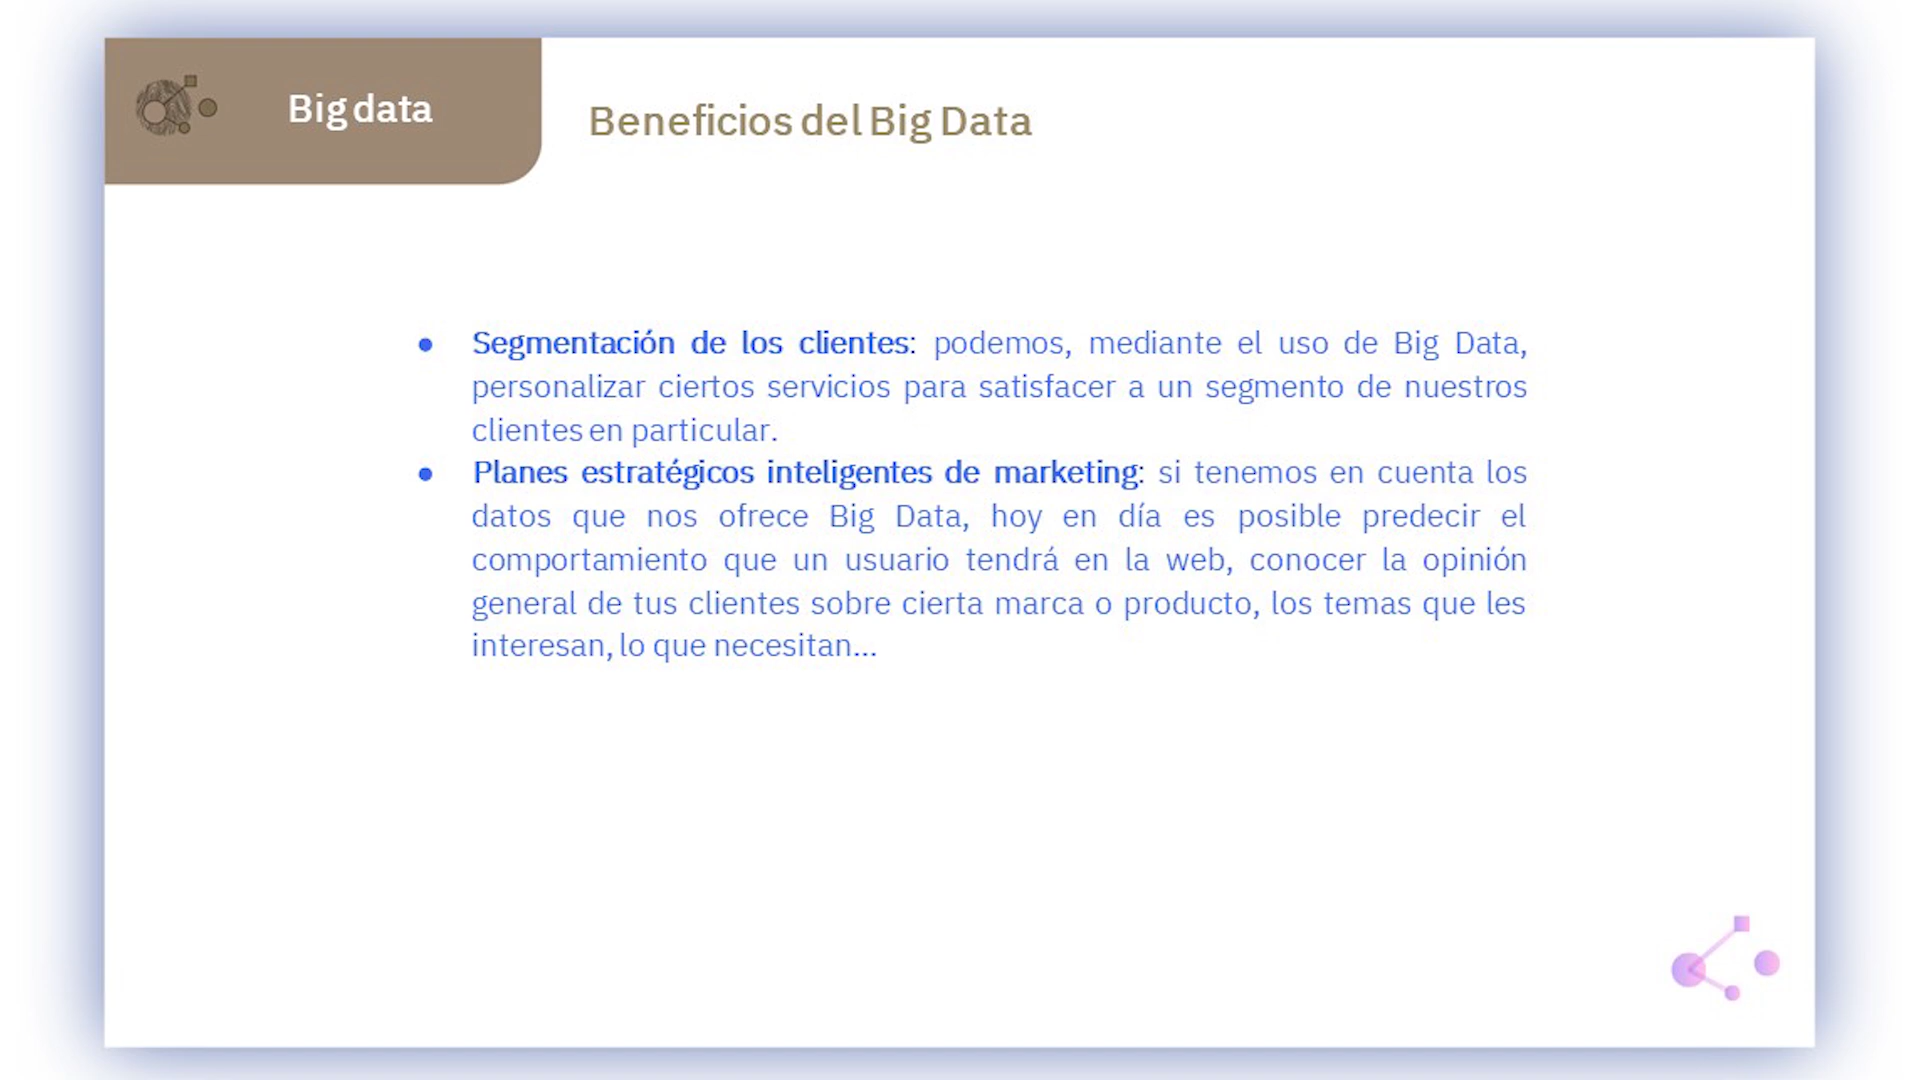 Big data
Beneficios del Big Data
● Segmentación de los clientes: podemos, mediante el uso de Big Data,
personalizar ciertos servicios para satisfacer a un segmento de nuestros
clientes en particular.
● Planes estratégicos inteligentes de marketing: si tenemos en cuenta los
datos que nos ofrece Big Data, hoy en día es posible predecir el
comportamiento que un usuario tendrá en la web, conocer la opinión
general de tus clientes sobre cierta marca o producto, los temas que les
interesan, lo que necesitan...